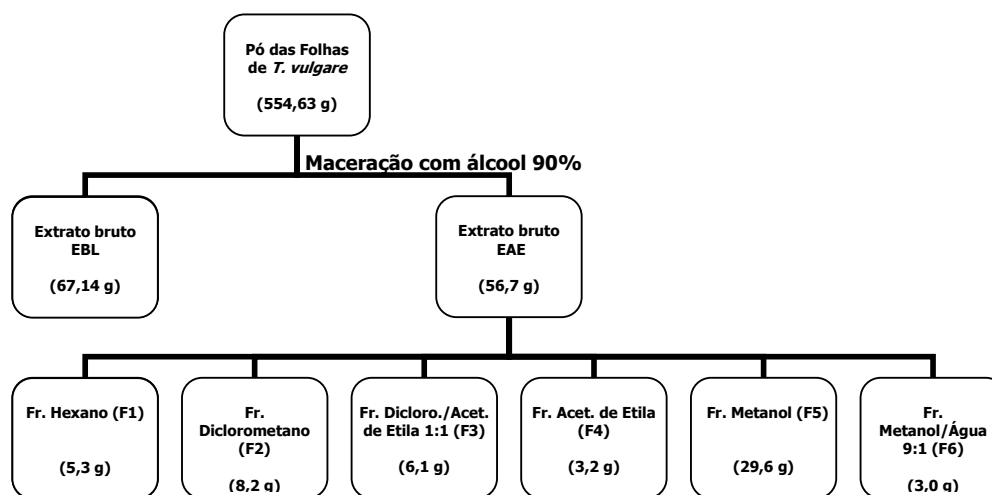 Pó das Folhas
de T. vulgare
(554,63 g)
Maceração com álcool 90%
Extrato bruto
EBL
(67,14 g)
Extrato bruto
EAE
(56,7 g)
Fr. Hexano (F1)
(5,3 g)
Fr.
Diclorometano
(F2)
(8,2 g)
Fr. Dicloro./Acet.
de Etila 1:1 (F3)
(6,1 g)
Fr. Acet. de Etila
(F4)
(3,2 g)
Fr. Metanol (F5)
(29,6 g)
Fr.
Metanol/Água
9:1 (F6)
(3,0 g)